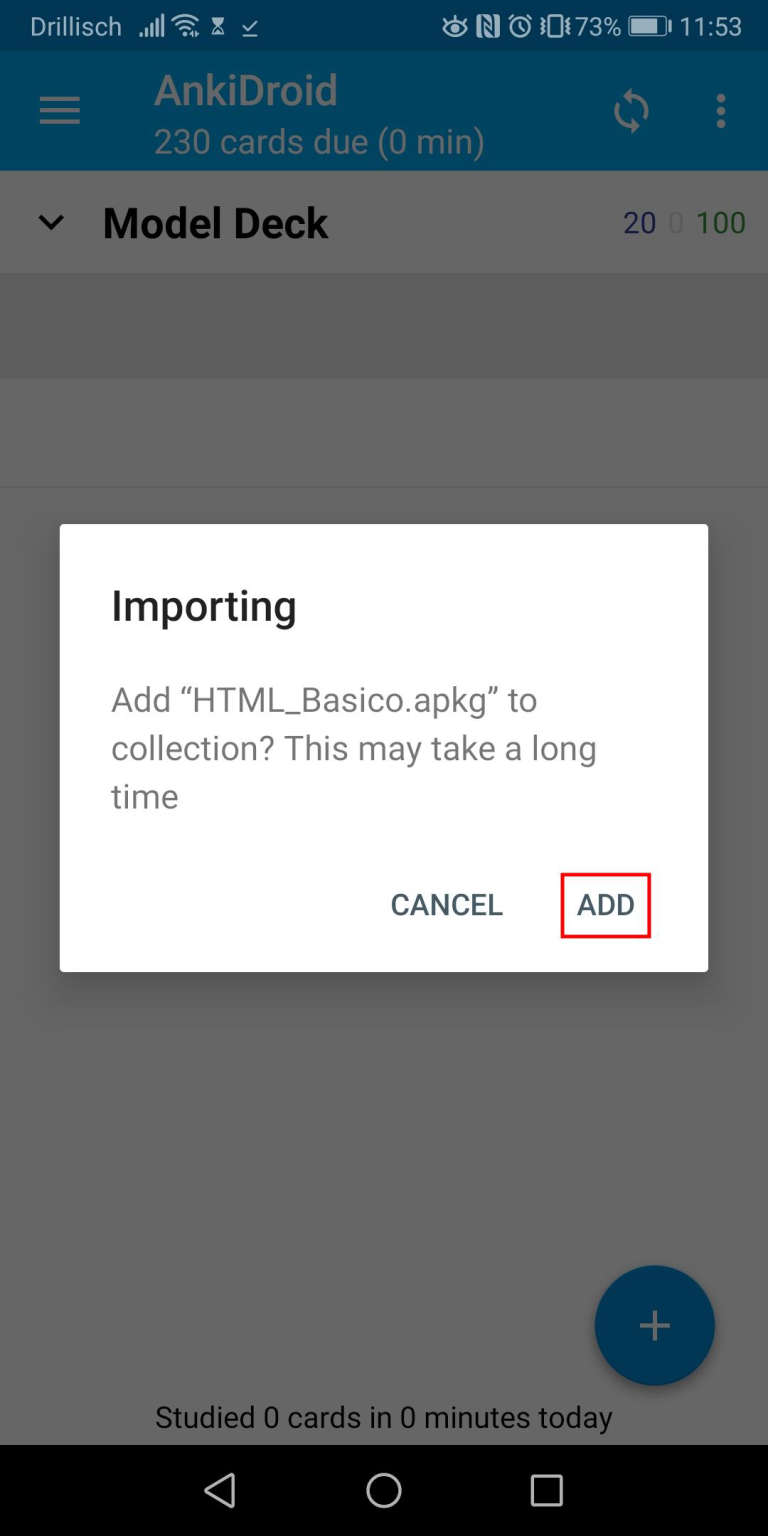 Drillisch 73% 11:53
AnkiDroid
230 cards due (0 min)
Model Deck 20 0 100
Importing
Add “HTML_Basico.apkg” to
collection? This may take a long
time
CANCEL ADD
Studied 0 cards in 0 minutes today